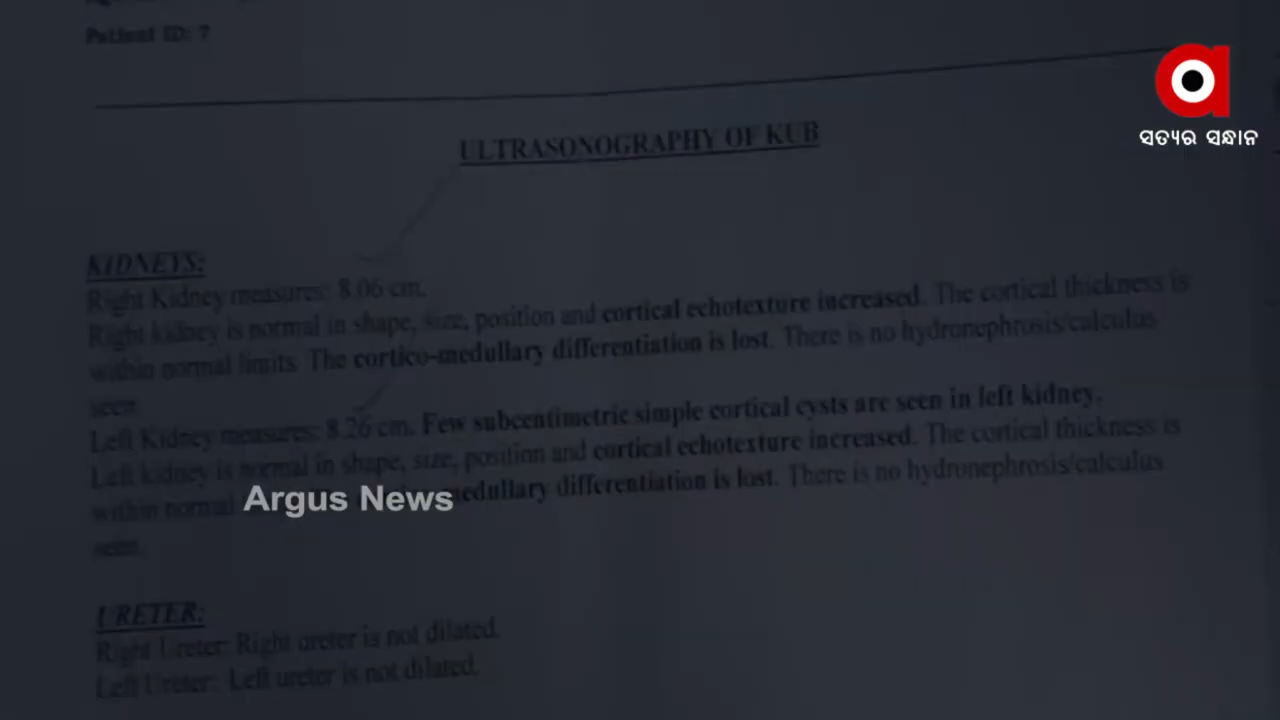 Patient ID: 7
ସତ୍ୟର ସନ୍ଧାନ
ULTRASONOGRAPHY OF KUB
KIDNEYS:
Right Kidney measures: 8.06 cm.
Right kidney is normal in shape, size, position and cortical echotexture increased. The cortical thickness is
within normal limits. The cortico-medullary differentiation is lost. There is no hydronephrosis/calculus
seen.
Left Kidney measures: 8.26 cm. Few subcentimetric simple cortical cysts are seen in left kidney.
Left kidney is normal in shape, size, position and cortical echotexture increased. The cortical thickness is
within normal medullary differentiation is lost. There is no hydronephrosis/calculus
Argus News
seen.
URETER:
Right Ureter: Right ureter is not dilated.
Left Ureter: Left ureter is not dilated.